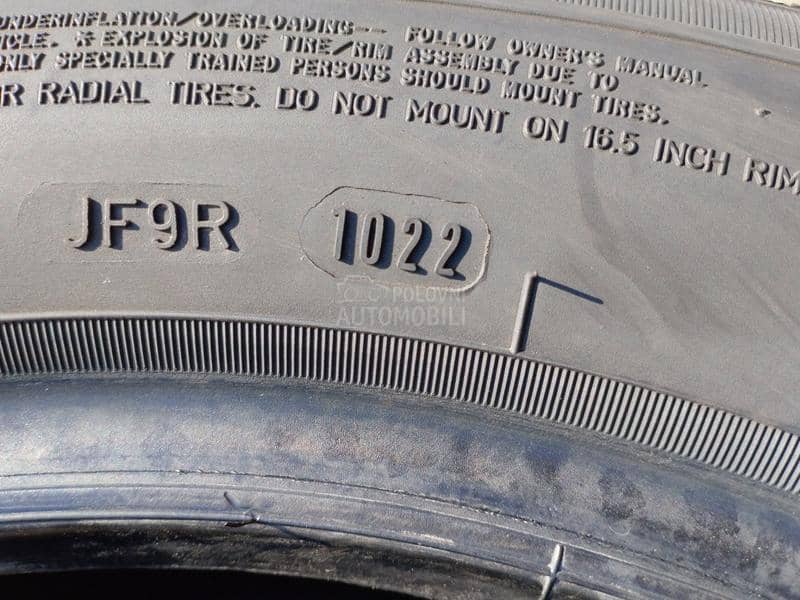 UNDERINFLATION/OVERLOADING-- FOLLOW OWNER'S MANUAL
* EXPLOSION OF TIRE/RIM ASSEMBLY DUE TO
ONLY SPECIALLY TRAINED PERSONS SHOULD MOUNT TIRES.
R RADIAL TIRES. DO NOT MOUNT ON 16.5 INCH RIM
JF9R 1022
POLOVNI
AUTOMOBILI